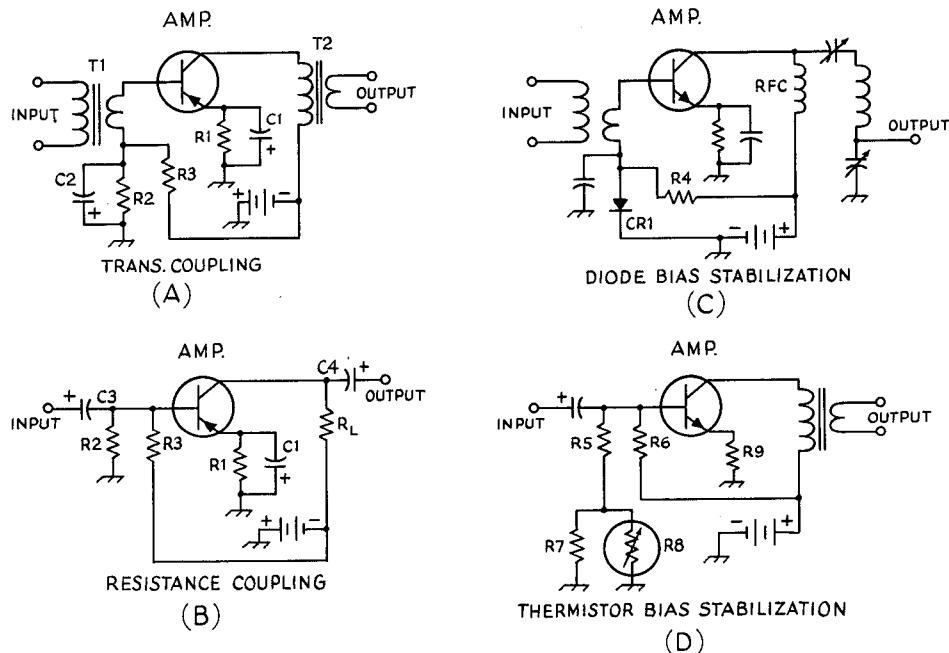 AMP.
T1
T2
INPUT
OUTPUT
R1
C1
+
C2
+
R2
R3
+
-
TRANS. COUPLING
(A)
AMP.
RFC
INPUT
OUTPUT
R4
CR1
-
+
DIODE BIAS STABILIZATION
(C)
AMP.
C4 +
OUTPUT
+ C3
INPUT
R2
R3
RL
R1
C1
+
+
-
RESISTANCE COUPLING
(B)
AMP.
INPUT
+
OUTPUT
R5
R6
R9
-
+
R7
R8
THERMISTOR BIAS STABILIZATION
(D)